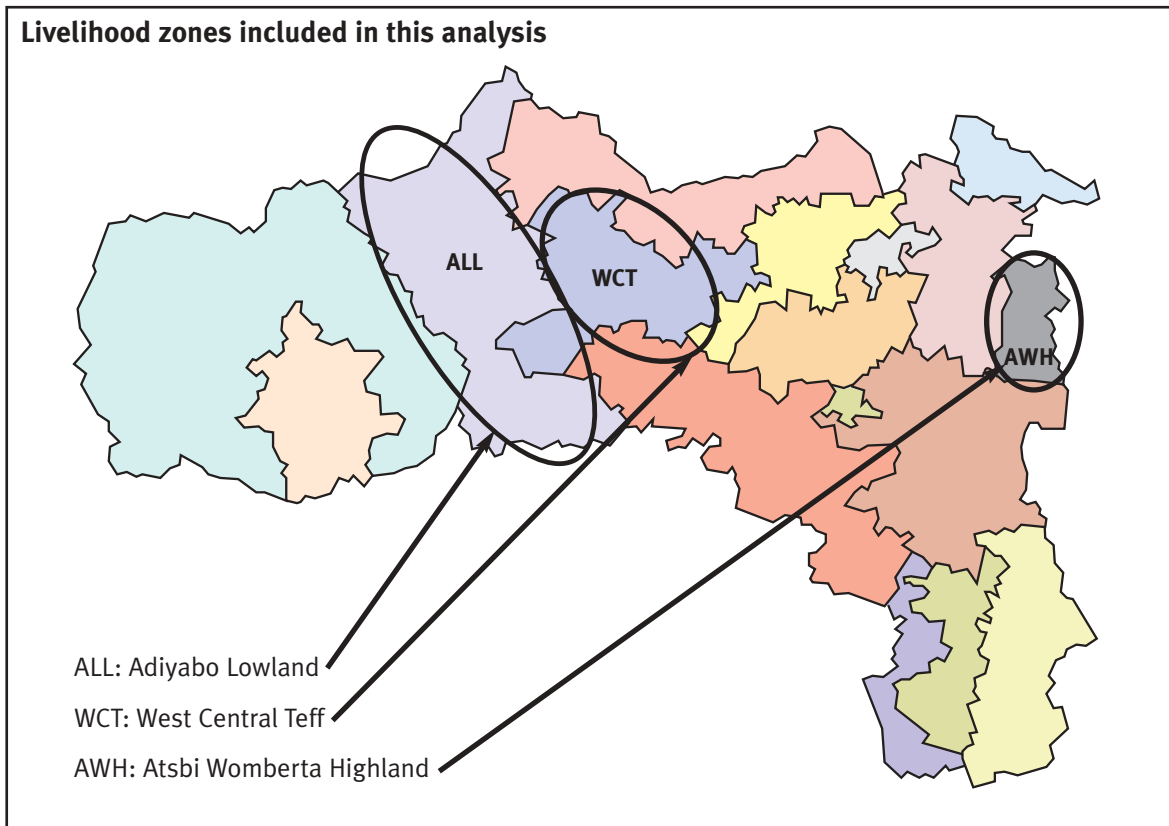 Livelihood zones included in this analysis
ALL
WCT
AWH
ALL: Adiyabo Lowland
WCT: West Central Teff
AWH: Atsbi Womberta Highland